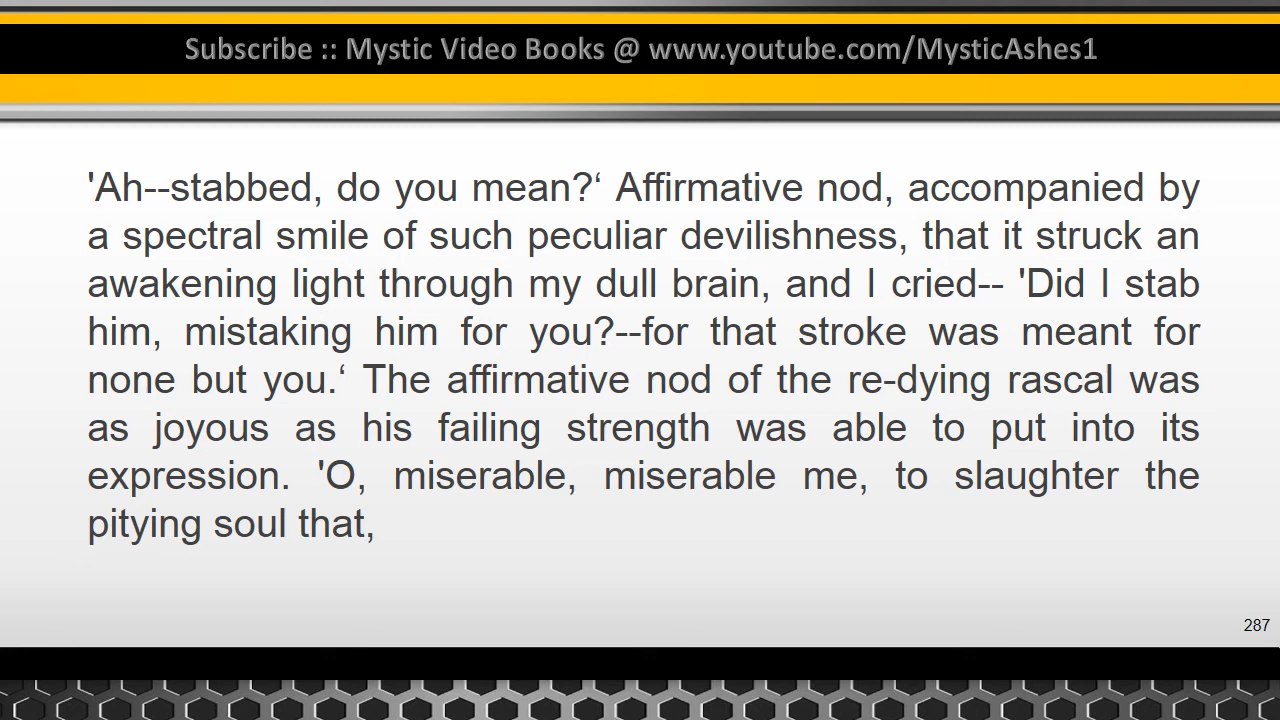 Subscribe :: Mystic Video Books @ www.youtube.com/MysticAshes1
'Ah--stabbed, do you mean?‘ Affirmative nod, accompanied by
a spectral smile of such peculiar devilishness, that it struck an
awakening light through my dull brain, and I cried-- 'Did I stab
him, mistaking him for you?--for that stroke was meant for
none but you.‘ The affirmative nod of the re-dying rascal was
as joyous as his failing strength was able to put into its
expression. 'O, miserable, miserable me, to slaughter the
pitying soul that,
287